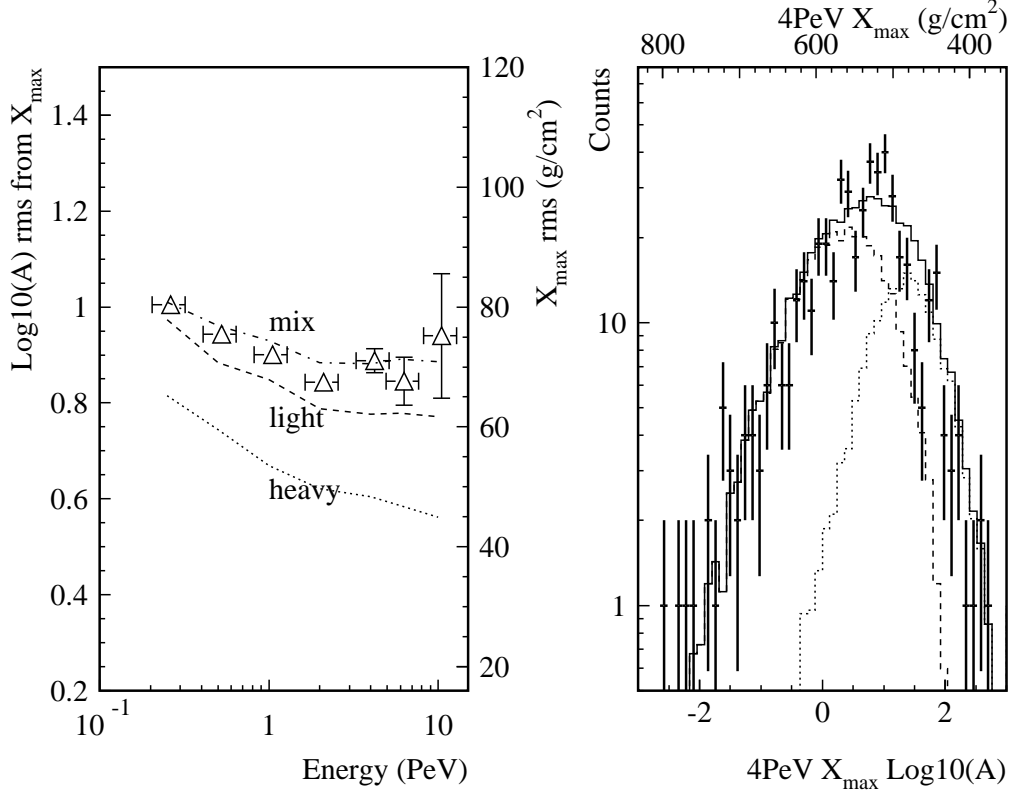 Log10(A) rms from X_max
1.4
1.2
1
0.8
0.6
0.4
0.2
10^-1
1
10
Energy (PeV)
mix
light
heavy
120
100
80
60
40
20
X_max rms (g/cm^2)
4PeV X_max (g/cm^2)
800
600
400
Counts
10
1
-2
0
2
4PeV X_max Log10(A)